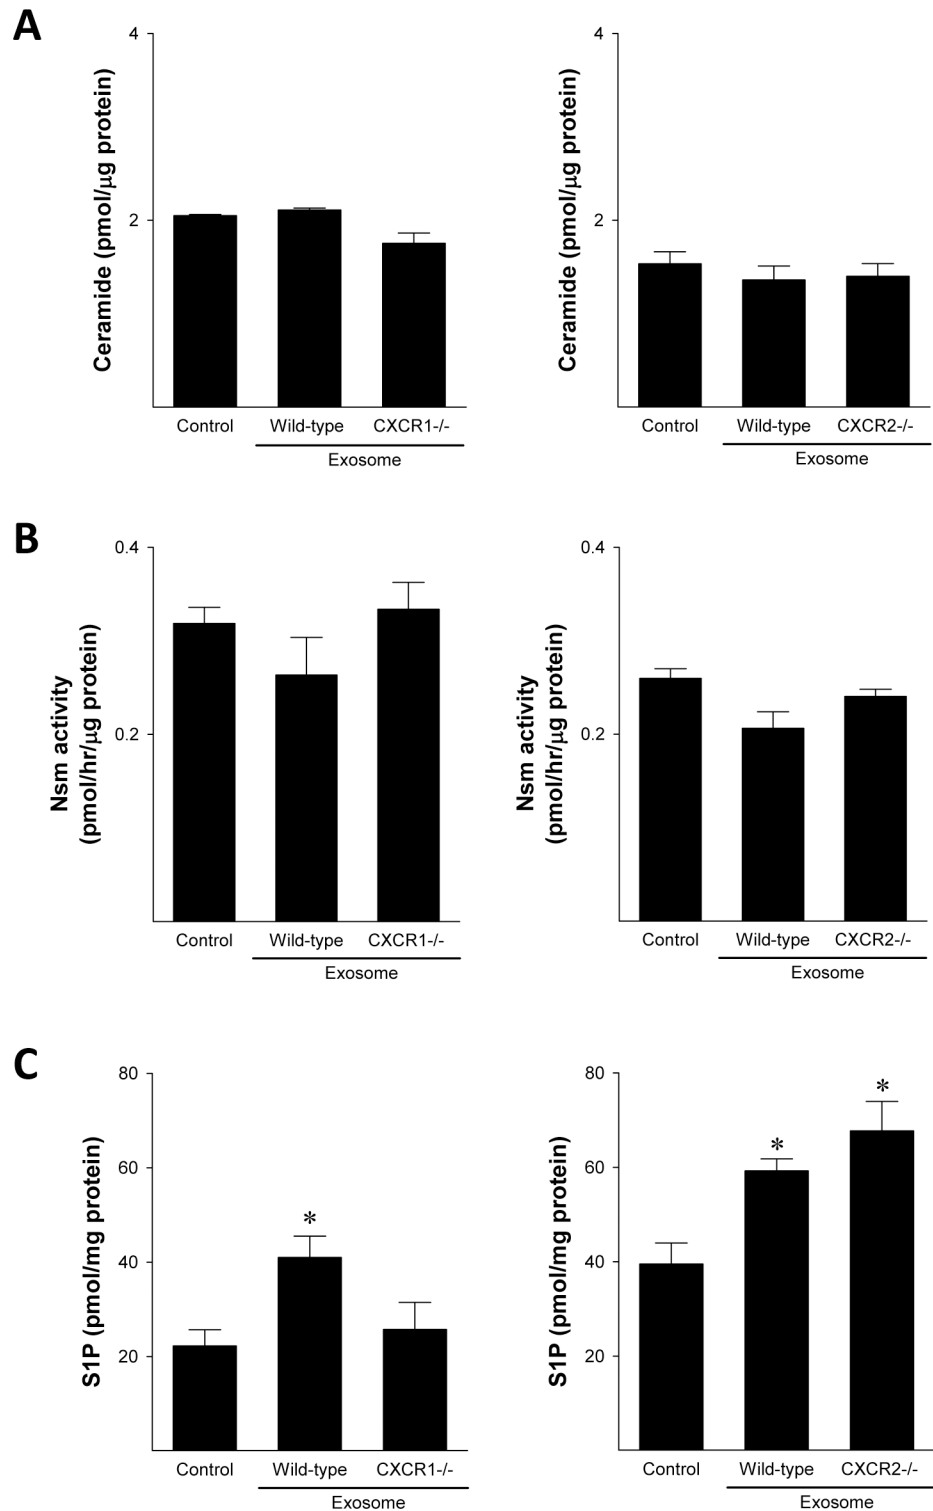 A
Ceramide (pmol/μg protein)
4
2
Control
Wild-type
CXCR1-/-
Exosome
Ceramide (pmol/μg protein)
4
2
Control
Wild-type
CXCR2-/-
Exosome
B
Nsm activity
(pmol/hr/μg protein)
0.4
0.2
Control
Wild-type
CXCR1-/-
Exosome
Nsm activity
(pmol/hr/μg protein)
0.4
0.2
Control
Wild-type
CXCR2-/-
Exosome
C
S1P (pmol/mg protein)
80
60
40
20
*
Control
Wild-type
CXCR1-/-
Exosome
S1P (pmol/mg protein)
80
60
40
20
*
*
Control
Wild-type
CXCR2-/-
Exosome